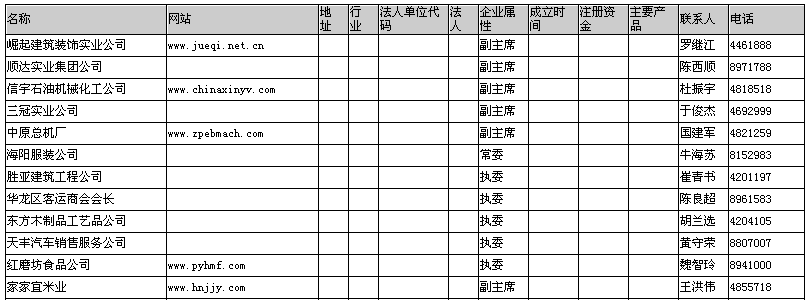 名称 网站 地址 行业 法人单位代码 法人 企业属性 成立时间 注册资金 主要产品 联系人 电话
崛起建筑装饰实业公司 www.jueqi.net.cn 副主席 罗继江 4461888
顺达实业集团公司 副主席 陈西顺 8971788
信宇石油机械化工公司 www.chinaxinyv.com 副主席 杜振宇 4818518
三冠实业公司 副主席 于俊杰 4692999
中原总机厂 www.zpebmach.com 副主席 国建军 4821259
海阳服装公司 常委 牛海苏 8152983
胜亚建筑工程公司 执委 崔青书 4201197
华龙区客运商会会长 执委 陈良超 8961583
东方木制品工艺品公司 执委 胡兰选 4204105
天丰汽车销售服务公司 执委 黄守荣 8807007
红磨坊食品公司 www.pyhmf.com 执委 魏智玲 8941000
家家宜米业 www.hnjjy.com 副主席 王洪伟 4855718